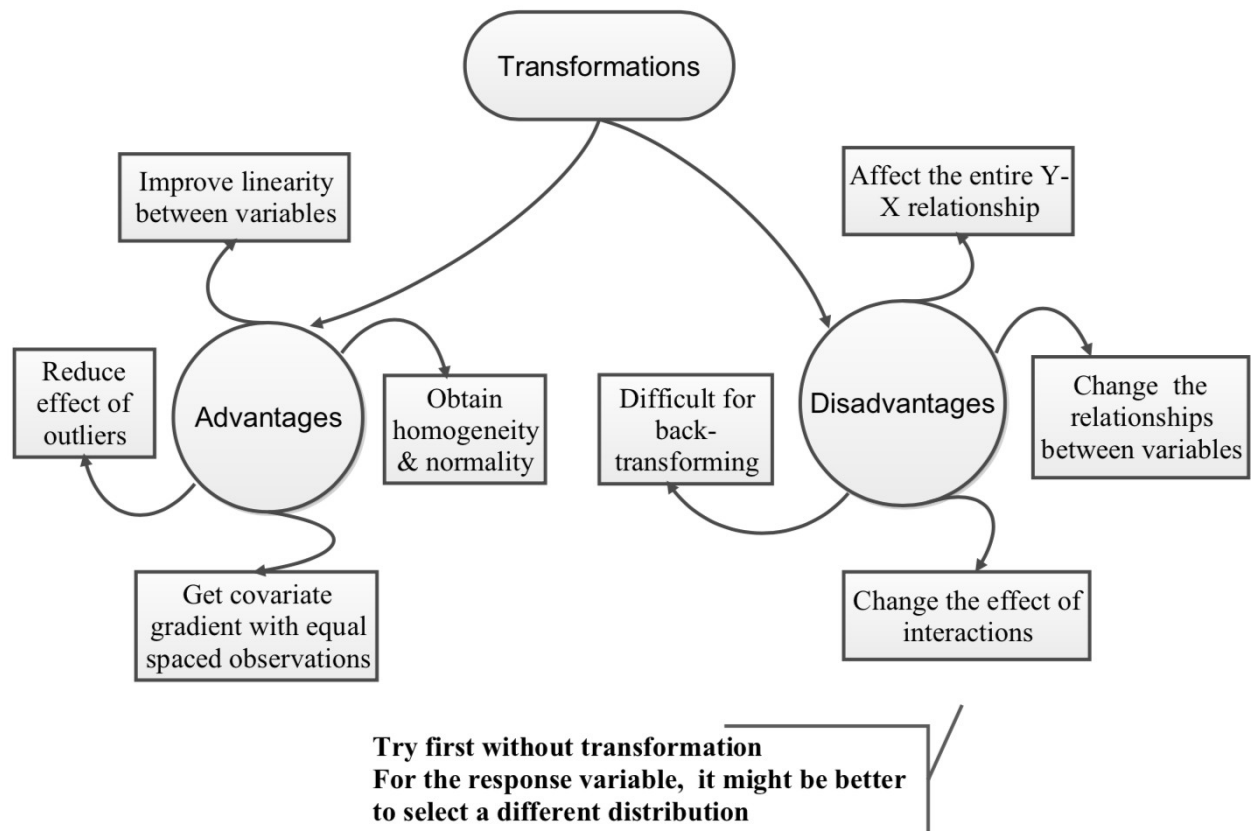 Transformations
Improve linearity
between variables
Affect the entire Y-
X relationship
Reduce
effect of
outliers
Advantages
Obtain
homogeneity
& normality
Difficult for
back-
transforming
Disadvantages
Change the
relationships
between variables
Get covariate
gradient with equal
spaced observations
Change the effect of
interactions
Try first without transformation
For the response variable, it might be better
to select a different distribution